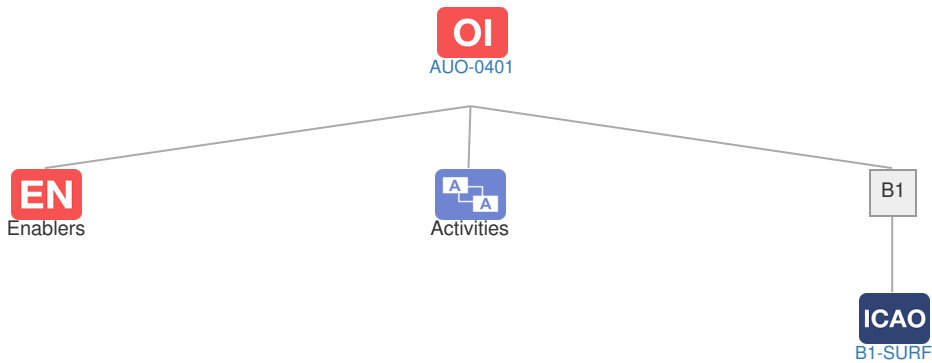 OI
AUO-0401
EN
Enablers
A
A
Activities
B1
ICAO
B1-SURF